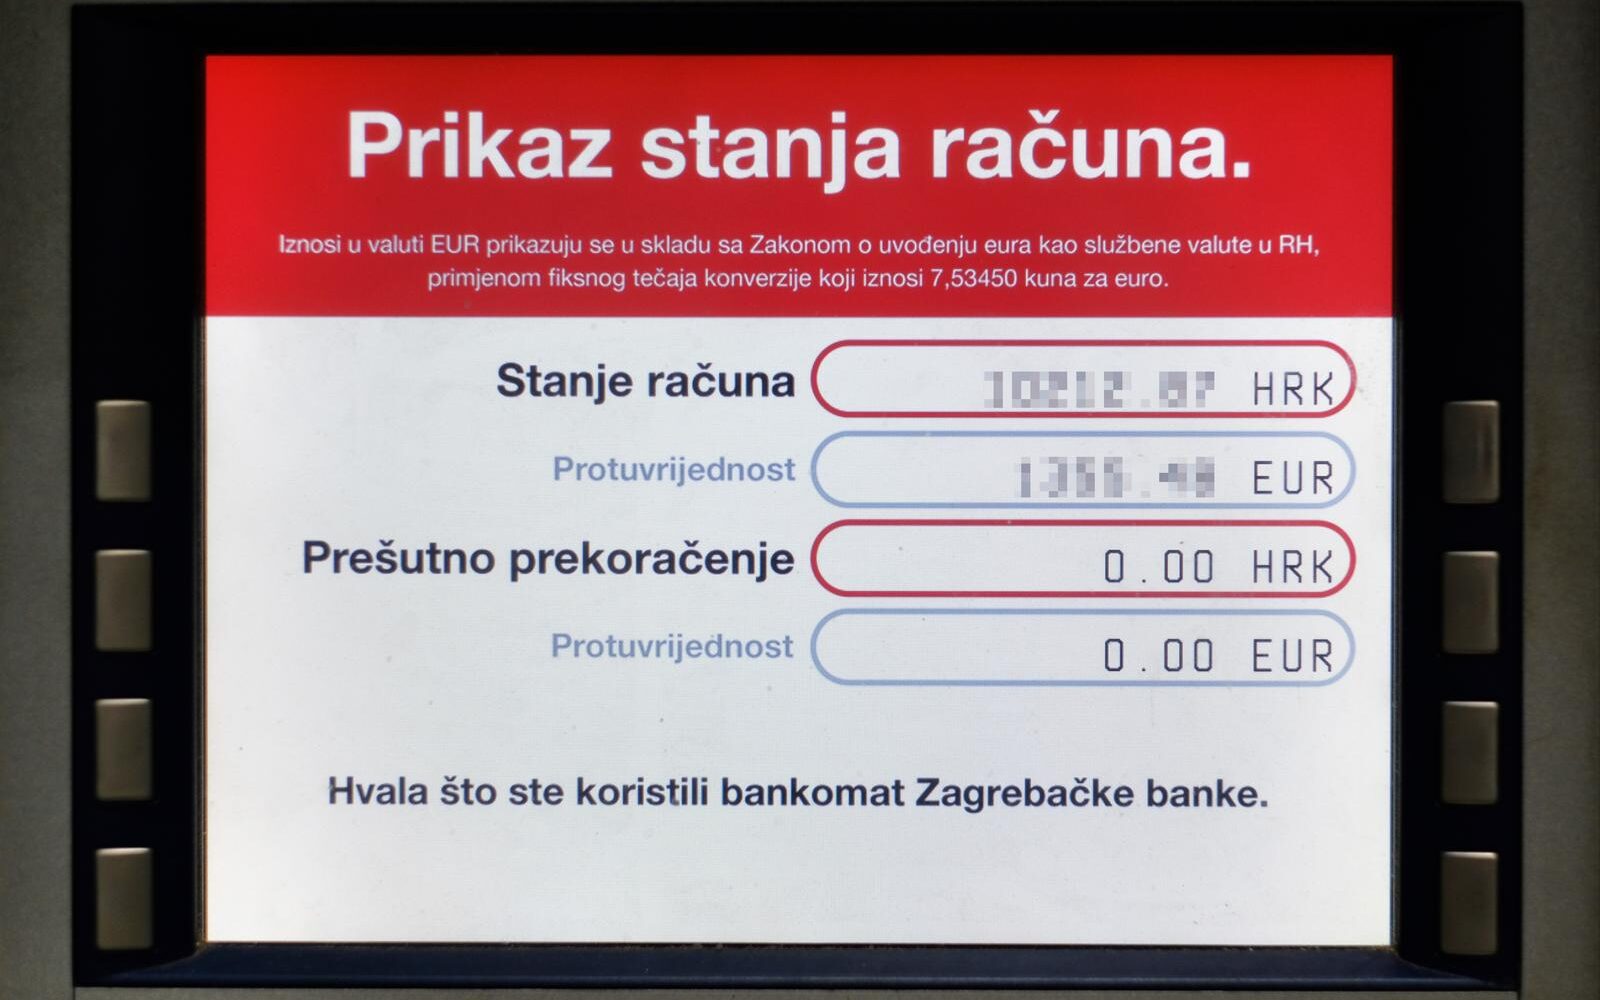 Prikaz stanja računa.
Iznosi u valuti EUR prikazuju se u skladu sa Zakonom o uvođenju eura kao službene valute u RH,
primjenom fiksnog tečaja konverzije koji iznosi 7,53450 kuna za euro.
Stanje računa HRK
Protuvrijednost EUR
Prešutno prekoračenje 0.00 HRK
Protuvrijednost 0.00 EUR
Hvala što ste koristili bankomat Zagrebačke banke.